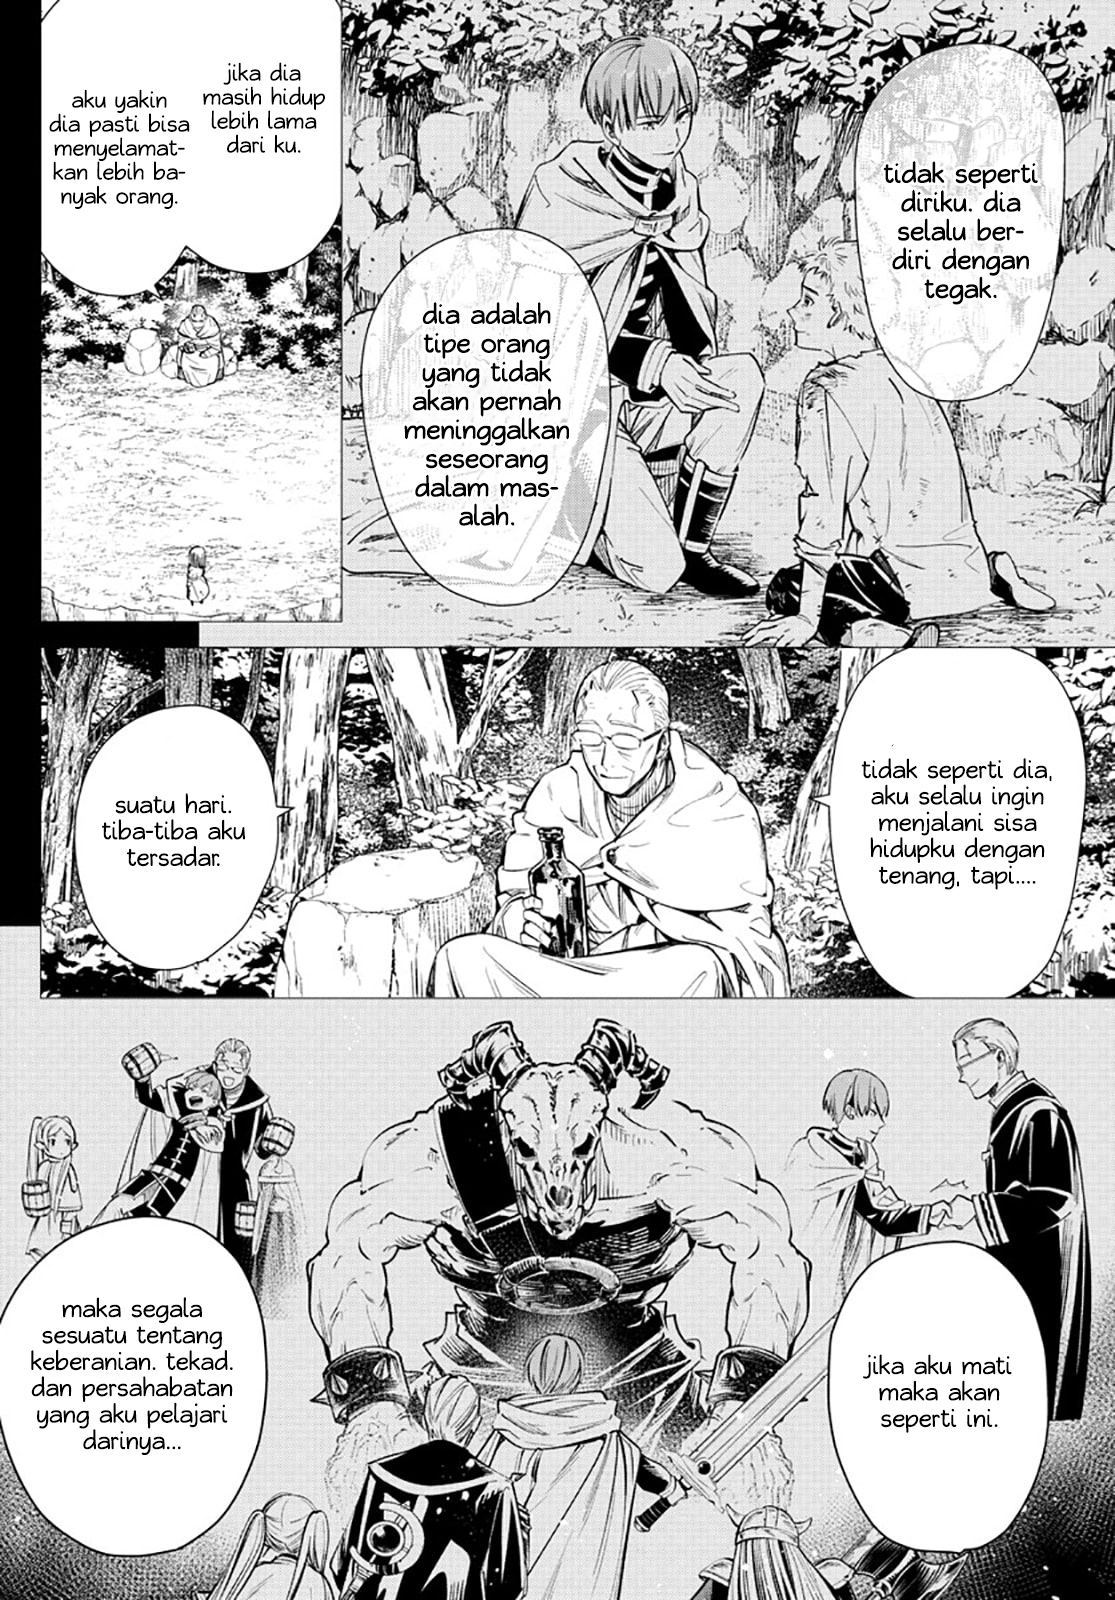 tidak seperti
diriku. dia
selalu ber-
diri dengan
tegak.
dia adalah
tipe orang
yang tidak
akan pernah
meninggalkan
seseorang
dalam mas-
alah.
jika dia
masih hidup
lebih lama
dari ku.
aku yakin
dia pasti bisa
menyelamat-
kan lebih ba-
nyak orang.
tidak seperti dia,
aku selalu ingin
menjalani sisa
hidupku dengan
tenang, tapi....
suatu hari.
tiba-tiba aku
tersadar.
jika aku mati
maka akan
seperti ini.
maka segala
sesuatu tentang
keberanian. tekad.
dan persahabatan
yang aku pelajari
darinya...